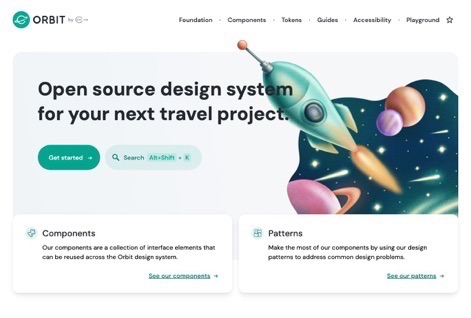 ORBIT by
Foundation • Components • Tokens • Guides • Accessibility • Playground
Open source design system
for your next travel project.
Get started →
Search Alt+Shift + K
Components
Our components are a collection of interface elements that
can be reused across the Orbit design system.
See our components →
Patterns
Make the most of our components by using our design
patterns to address common design problems.
See our patterns →